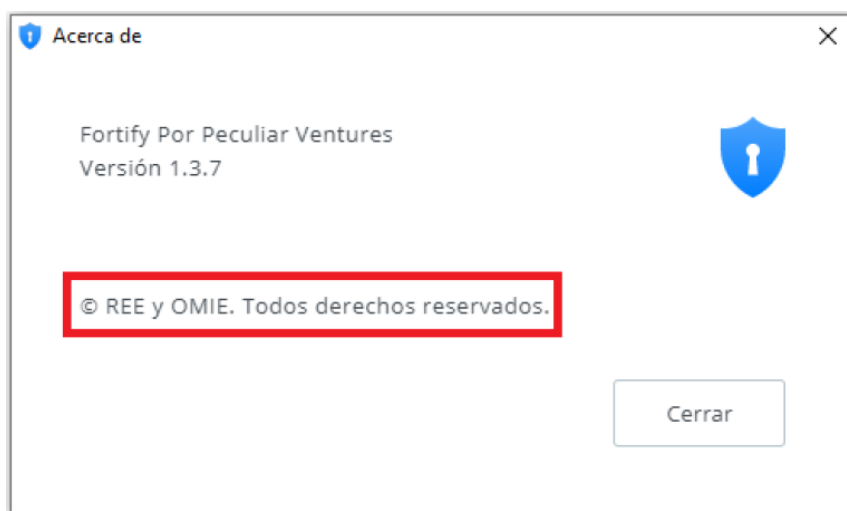 Acerca de
Fortify Por Peculiar Ventures
Versión 1.3.7
© REE y OMIE. Todos derechos reservados.
Cerrar